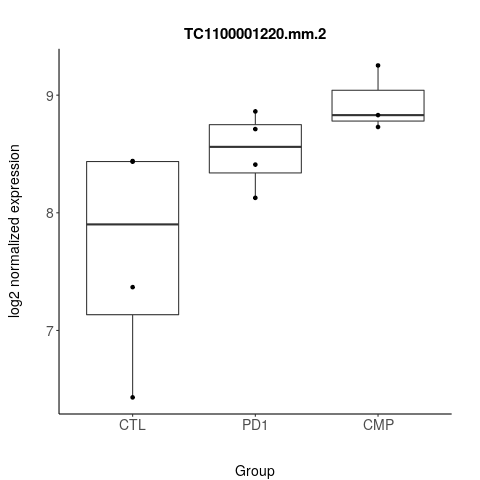 TC1100001220.mm.2
log2 normalized expression
9
8
7
CTL PD1 CMP
Group